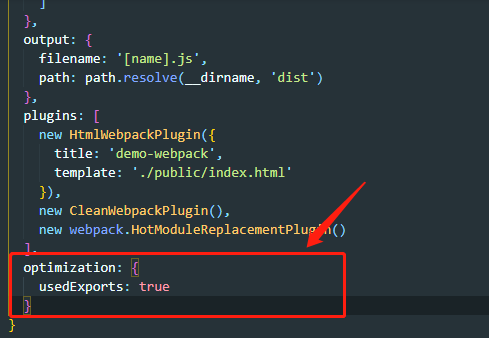 ]
},
output: {
filename: '[name].js',
path: path.resolve(__dirname, 'dist')
},
plugins: [
new HtmlWebpackPlugin({
title: 'demo-webpack',
template: './public/index.html'
}),
new CleanWebpackPlugin(),
new webpack.HotModuleReplacementPlugin()
],
optimization: {
usedExports: true
}
}